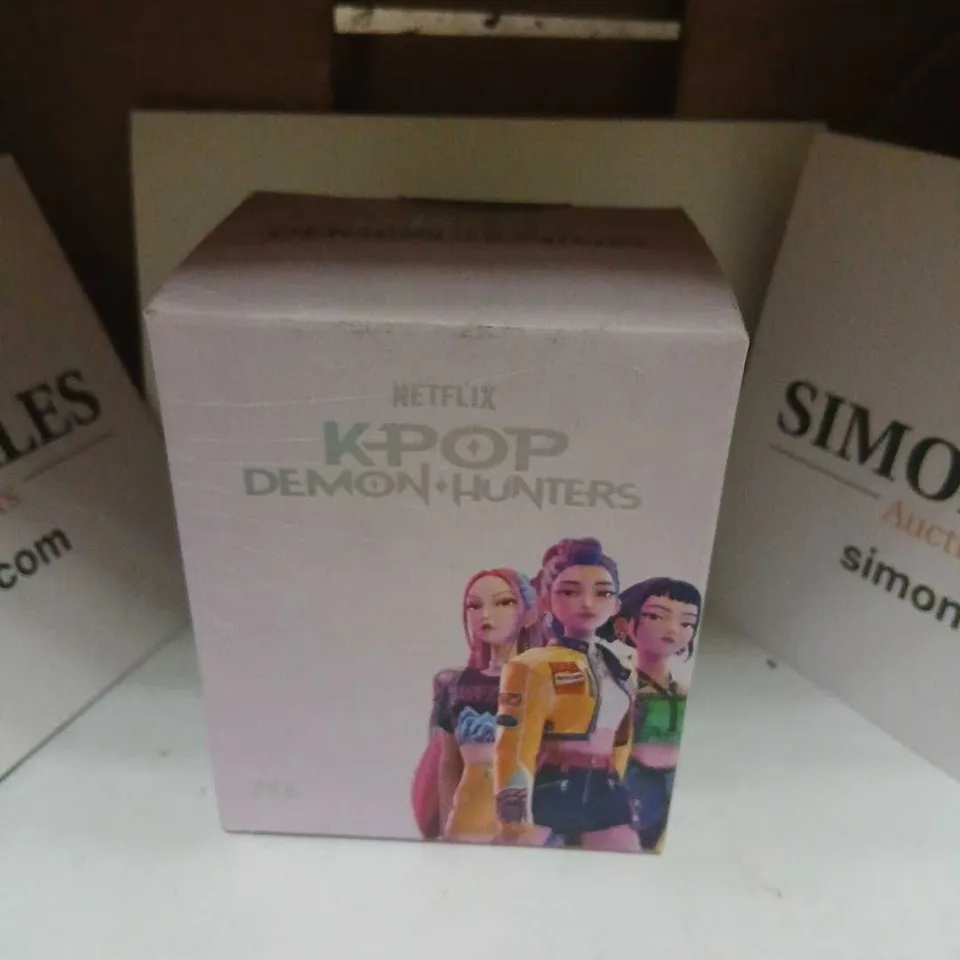 NETFLIX
K-POP
DEMON HUNTERS
LES
com
SIMO
Aucti
simon